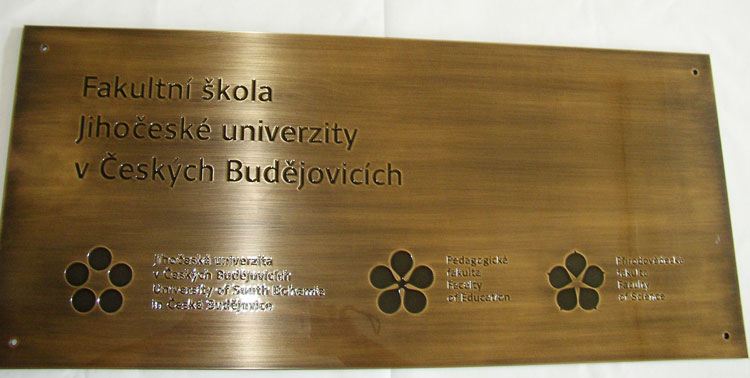 Fakultní škola
Jihočeské univerzity
v Českých Budějovicích
Jihočeská univerzita
v Českých Budějovicích
University of South Bohemia
in České Budějovice
Pedagogická
fakulta
Faculty
of Education
Přírodovědecká
fakulta
Faculty
of Science